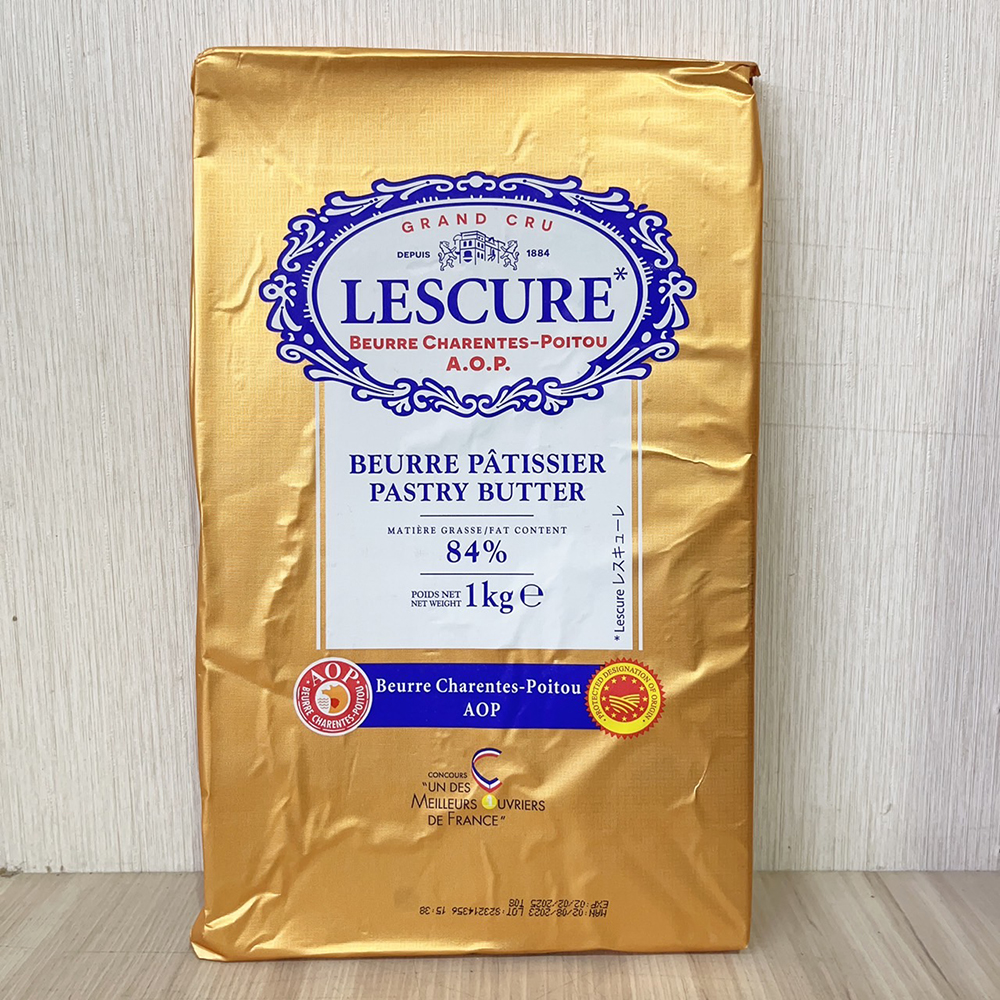 GRAND CRU
DEPUIS 1884
LESCURE*
BEURRE CHARENTES-POITOU
A.O.P.
BEURRE PÂTISSIER
PASTRY BUTTER
MATIÈRE GRASSE/FAT CONTENT
84%
POIDS NET
NET WEIGHT
1kg ℮
* Lescure レスキューレ
AOP
BEURRE CHARENTES-POITOU
Beurre Charentes-Poitou
AOP
PROTECTED DESIGNATION OF ORIGIN
CONCOURS
"UN DES
MEILLEURS OUVRIERS
DE FRANCE"
MAN:02/08/2023 LOT:S23214356 15:38
EXP:02/02/2025 T08